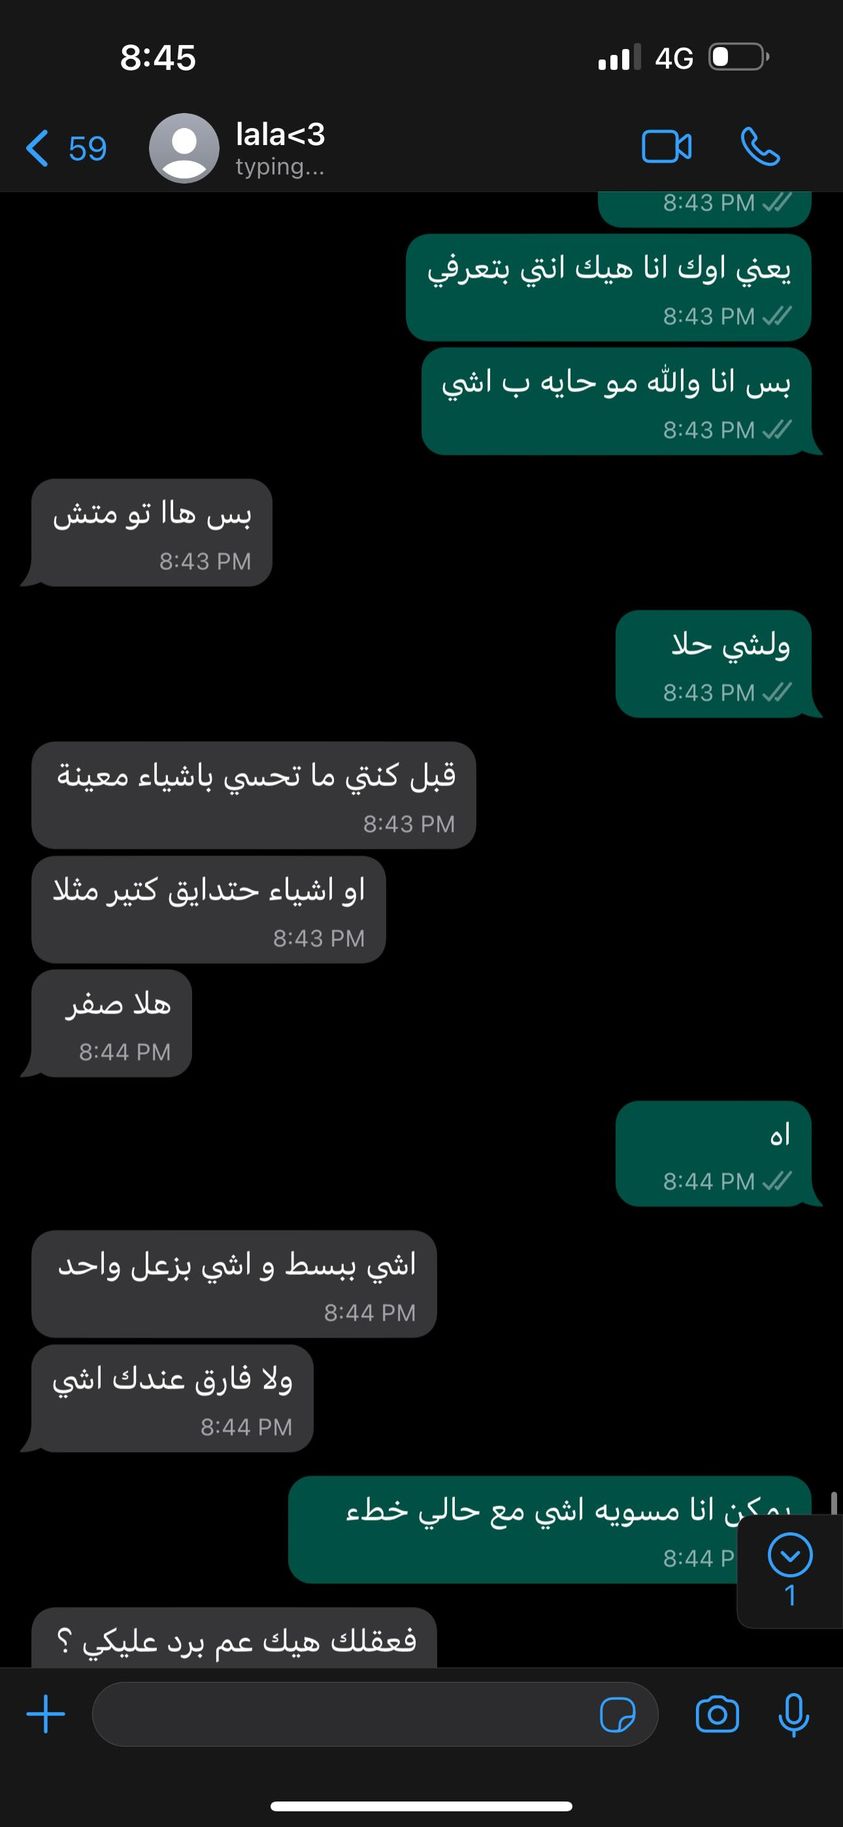 8:45
4G
59
lala<3
typing...
8:43 PM
يعني اوك انا هيك انتي بتعرفي
8:43 PM
بس انا والله مو حايه ب اشي
8:43 PM
بس هاا تو متش
8:43 PM
ولشي حلا
8:43 PM
قبل كنتي ما تحسي باشياء معينة
8:43 PM
او اشياء حتدايق كتير مثلا
8:43 PM
هلا صفر
8:44 PM
اه
8:44 PM
اشي ببسط و اشي بزعل واحد
8:44 PM
ولا فارق عندك اشي
8:44 PM
يمكن انا مسويه اشي مع حالي خطء
8:44 P
1
فعقلك هيك عم برد عليكي ؟